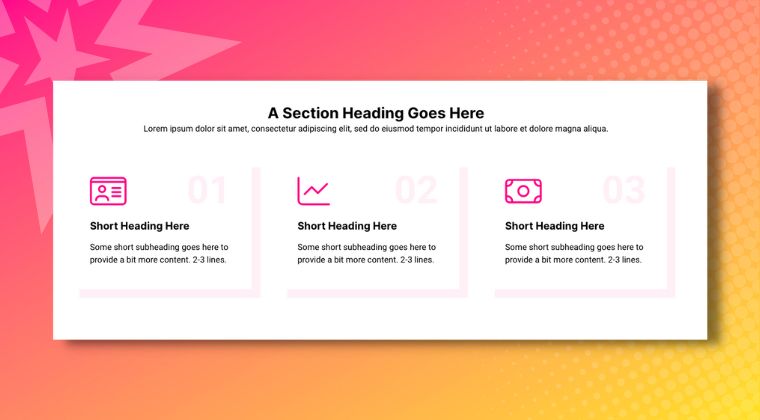 A Section Heading Goes Here
Lorem ipsum dolor sit amet, consectetur adipiscing elit, sed do eiusmod tempor incididunt ut labore et dolore magna aliqua.
01
Short Heading Here
Some short subheading goes here to
provide a bit more content. 2-3 lines.
02
Short Heading Here
Some short subheading goes here to
provide a bit more content. 2-3 lines.
03
Short Heading Here
Some short subheading goes here to
provide a bit more content. 2-3 lines.